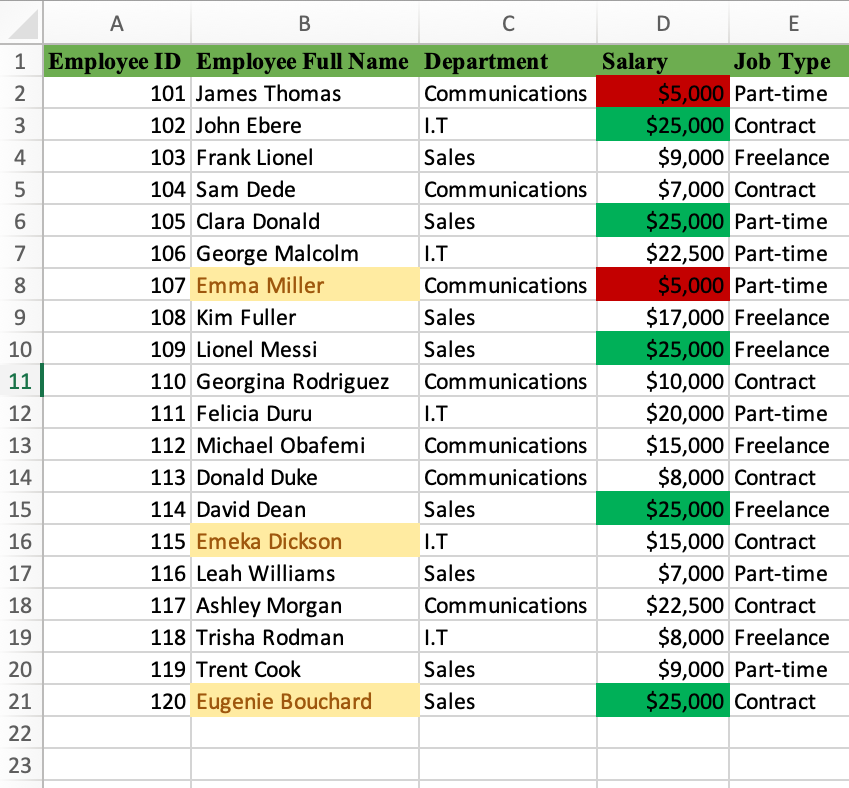 A B C D E
1 Employee ID Employee Full Name Department Salary Job Type
2 101 James Thomas Communications $5,000 Part-time
3 102 John Ebere I.T $25,000 Contract
4 103 Frank Lionel Sales $9,000 Freelance
5 104 Sam Dede Communications $7,000 Contract
6 105 Clara Donald Sales $25,000 Part-time
7 106 George Malcolm I.T $22,500 Part-time
8 107 Emma Miller Communications $5,000 Part-time
9 108 Kim Fuller Sales $17,000 Freelance
10 109 Lionel Messi Sales $25,000 Freelance
11 110 Georgina Rodriguez Communications $10,000 Contract
12 111 Felicia Duru I.T $20,000 Part-time
13 112 Michael Obafemi Communications $15,000 Freelance
14 113 Donald Duke Communications $8,000 Contract
15 114 David Dean Sales $25,000 Freelance
16 115 Emeka Dickson I.T $15,000 Contract
17 116 Leah Williams Sales $7,000 Part-time
18 117 Ashley Morgan Communications $22,500 Contract
19 118 Trisha Rodman I.T $8,000 Freelance
20 119 Trent Cook Sales $9,000 Part-time
21 120 Eugenie Bouchard Sales $25,000 Contract
22
23